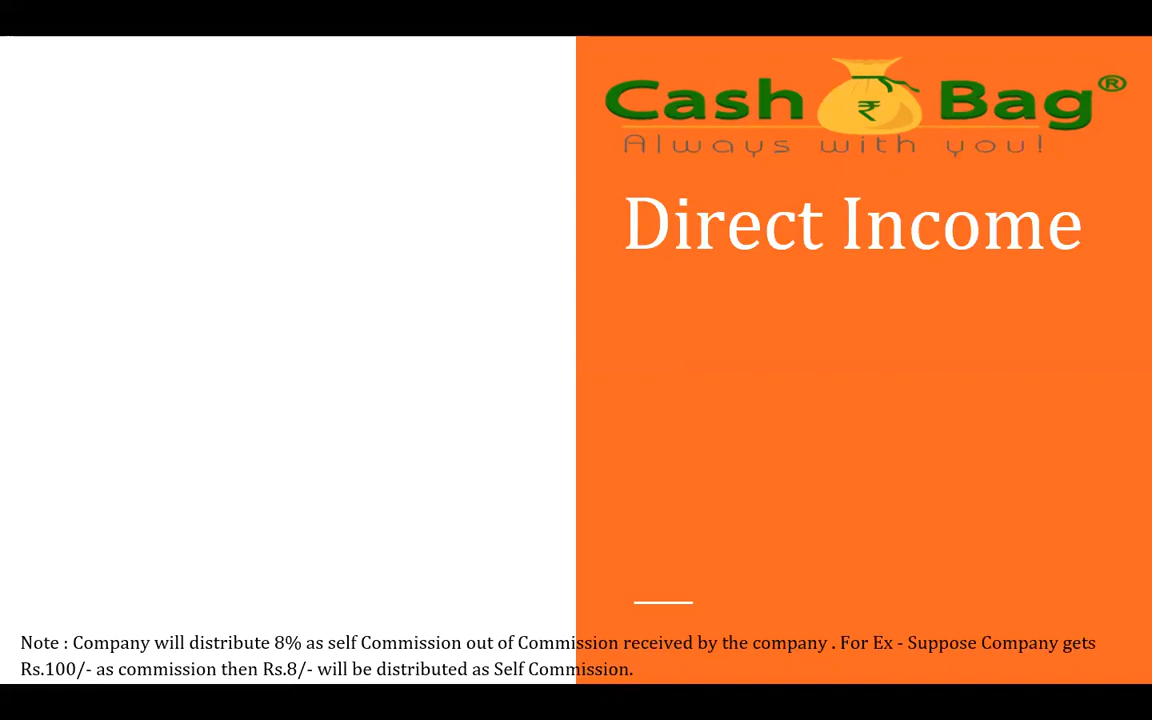 Cash ₹ Bag®
Always with you!
Direct Income
Note : Company will distribute 8% as self Commission out of Commission received by the company . For Ex - Suppose Company gets
Rs.100/- as commission then Rs.8/- will be distributed as Self Commission.